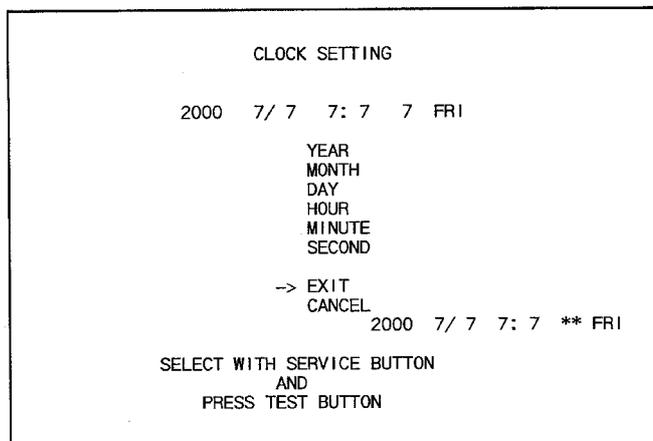 CLOCK SETTING
2000 7/ 7 7: 7 7 FRI
YEAR
MONTH
DAY
HOUR
MINUTE
SECOND
--> EXIT
CANCEL
2000 7/ 7 7: 7 ** FRI
SELECT WITH SERVICE BUTTON
AND
PRESS TEST BUTTON